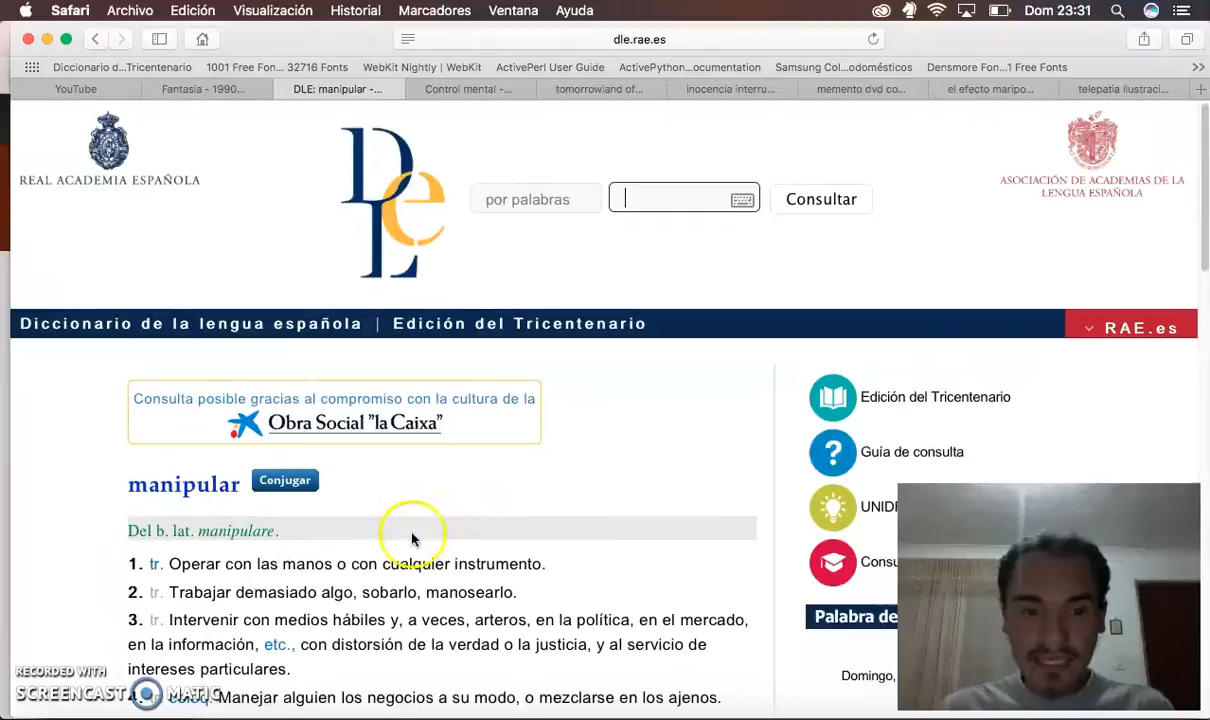 Safari Archivo Edición Visualización Historial Marcadores Ventana Ayuda Dom 23:31
dle.rae.es
Diccionario d...Tricentenario 1001 Free Fon... 32716 Fonts WebKit Nightly | WebKit ActivePerl User Guide ActivePython...ocumentation Samsung Col...odomésticos Densmore Fon...1 Free Fonts
YouTube Fantasia - 1990... DLE: manipular -... Control mental -... tomorrowland of... inocencia interru... memento dvd co... el efecto maripo... telepatia ilustraci...
REAL ACADEMIA ESPAÑOLA
DLe
por palabras
Consultar
ASOCIACIÓN DE ACADEMIAS DE LA
LENGUA ESPAÑOLA
Diccionario de la lengua española | Edición del Tricentenario
RAE.es
Consulta posible gracias al compromiso con la cultura de la
Obra Social "la Caixa"
manipular Conjugar
Del b. lat. manipulare.
1. tr. Operar con las manos o con cualquier instrumento.
2. tr. Trabajar demasiado algo, sobarlo, manosearlo.
3. tr. Intervenir con medios hábiles y, a veces, arteros, en la política, en el mercado,
en la información, etc., con distorsión de la verdad o la justicia, y al servicio de
intereses particulares.
4. Manejar alguien los negocios a su modo, o mezclarse en los ajenos.
Edición del Tricentenario
Guía de consulta
UNIDR
Consu
Palabra de
Domingo,
RECORDED WITH
SCREENCAST MATIC